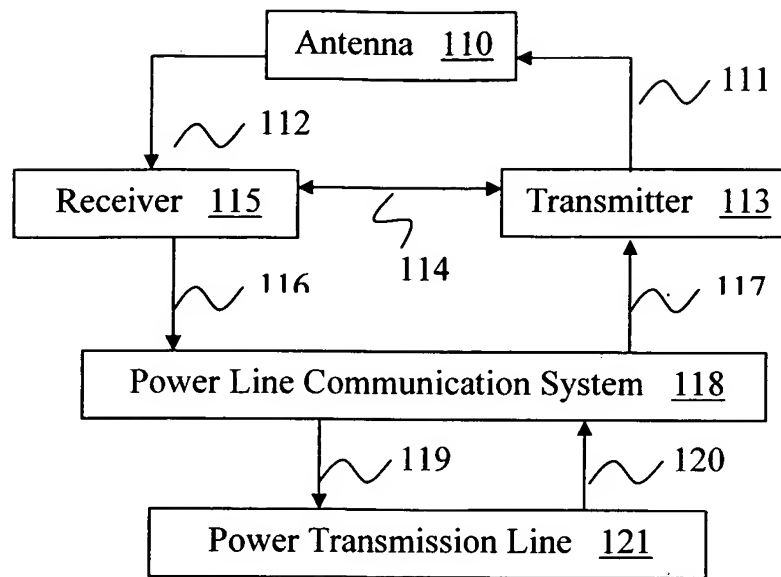 Antenna 110
111
112
Receiver 115
Transmitter 113
114
116
117
Power Line Communication System 118
119
120
Power Transmission Line 121